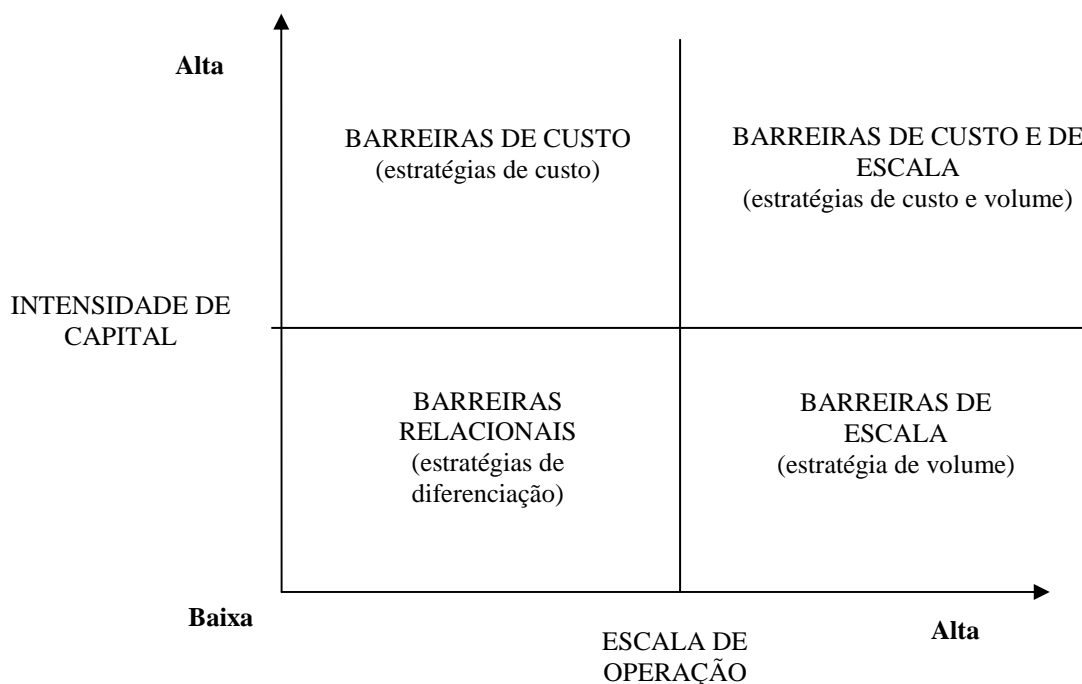 Alta
BARREIRAS DE CUSTO
(estratégias de custo)
BARREIRAS DE CUSTO E DE
ESCALA
(estratégias de custo e volume)
INTENSIDADE DE
CAPITAL
BARREIRAS
RELACIONAIS
(estratégias de
diferenciação)
BARREIRAS DE
ESCALA
(estratégia de volume)
Baixa
ESCALA DE
OPERAÇÃO
Alta